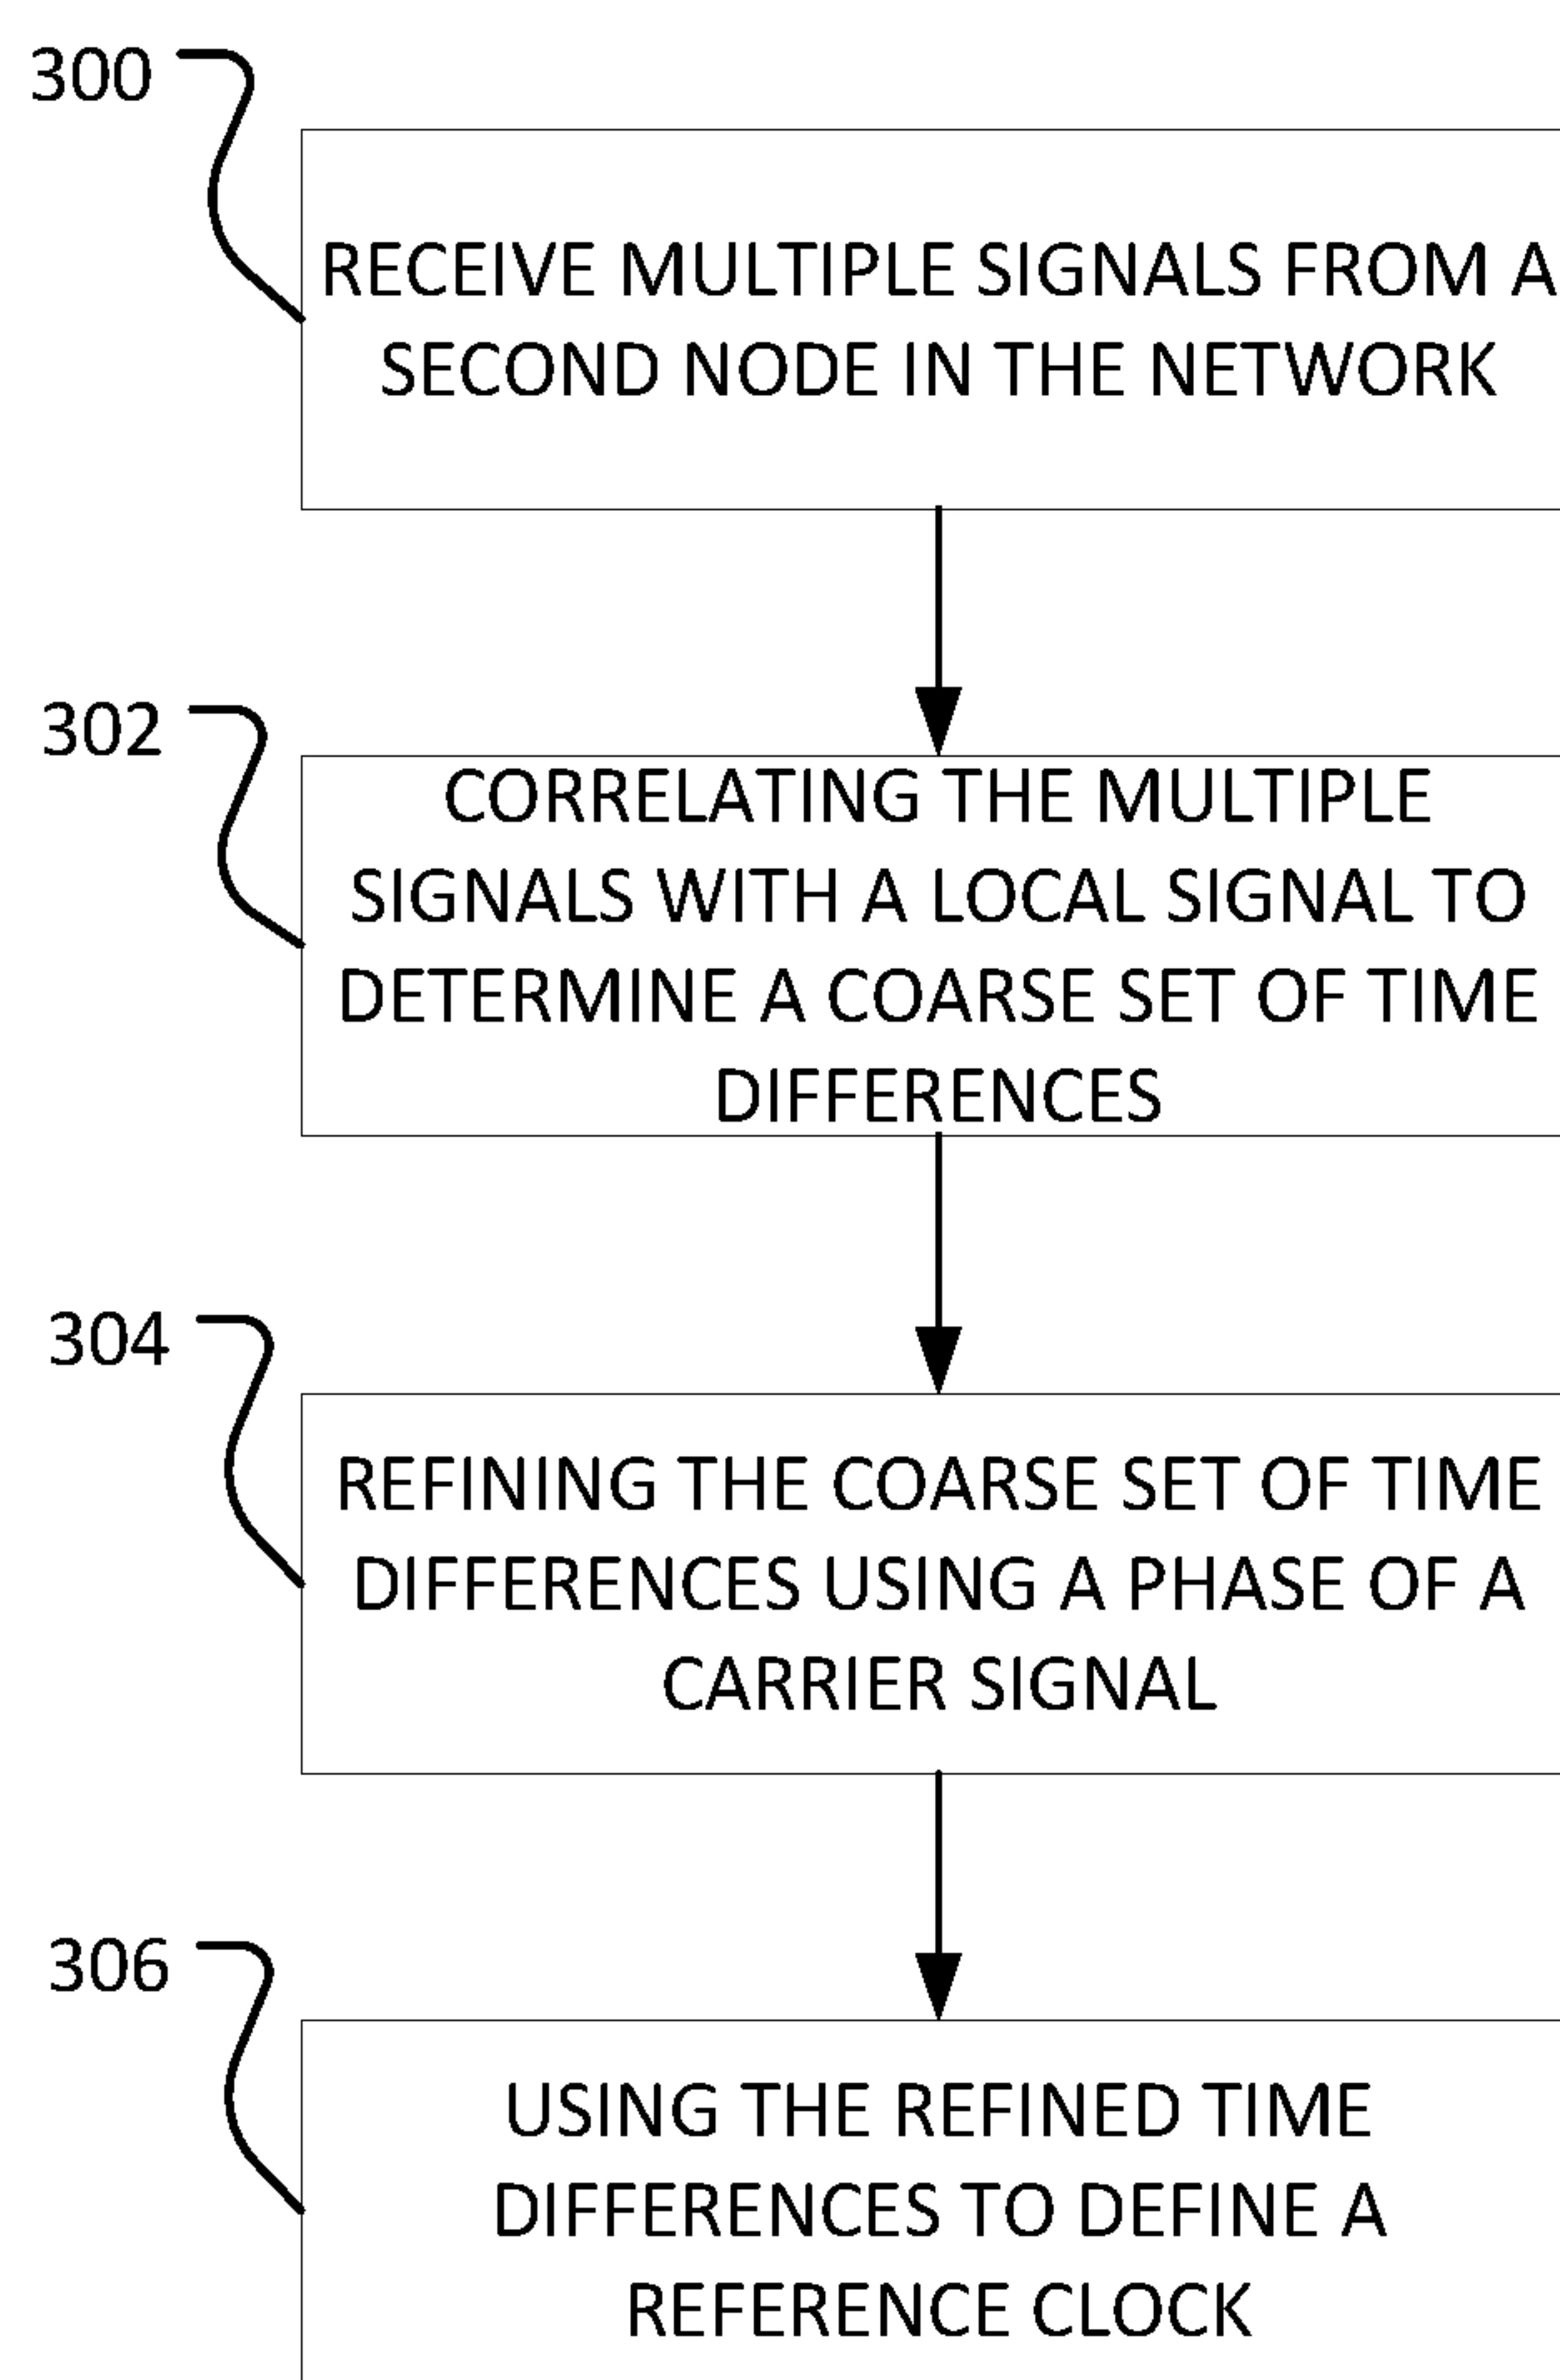 300
RECEIVE MULTIPLE SIGNALS FROM A
SECOND NODE IN THE NETWORK
302
CORRELATING THE MULTIPLE
SIGNALS WITH A LOCAL SIGNAL TO
DETERMINE A COARSE SET OF TIME
DIFFERENCES
304
REFINING THE COARSE SET OF TIME
DIFFERENCES USING A PHASE OF A
CARRIER SIGNAL
306
USING THE REFINED TIME
DIFFERENCES TO DEFINE A
REFERENCE CLOCK